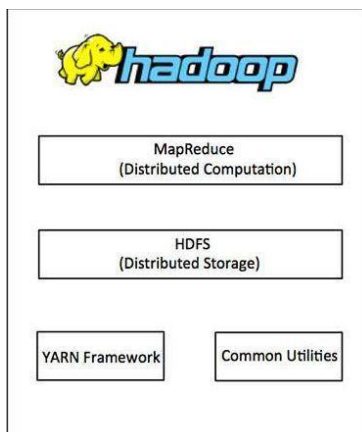 hadoop
MapReduce
(Distributed Computation)
HDFS
(Distributed Storage)
YARN Framework
Common Utilities